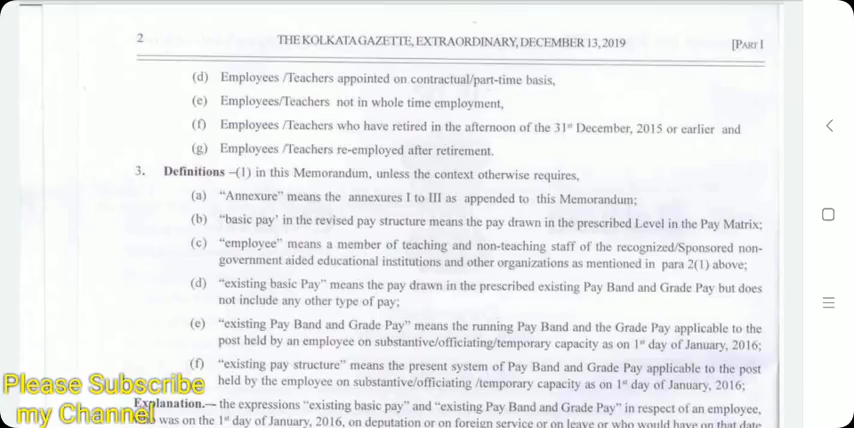 2 THE KOLKATA GAZETTE, EXTRAORDINARY, DECEMBER 13, 2019 [PART I
(d) Employees /Teachers appointed on contractual/part-time basis,
(e) Employees/Teachers not in whole time employment,
(f) Employees /Teachers who have retired in the afternoon of the 31st December, 2015 or earlier and
(g) Employees /Teachers re-employed after retirement.
3. Definitions –(1) in this Memorandum, unless the context otherwise requires,
(a) “Annexure” means the annexures I to III as appended to this Memorandum;
(b) “basic pay’ in the revised pay structure means the pay drawn in the prescribed Level in the Pay Matrix;
(c) “employee” means a member of teaching and non-teaching staff of the recognized/Sponsored non-
government aided educational institutions and other organizations as mentioned in para 2(1) above;
(d) “existing basic Pay” means the pay drawn in the prescribed existing Pay Band and Grade Pay but does
not include any other type of pay;
(e) “existing Pay Band and Grade Pay” means the running Pay Band and the Grade Pay applicable to the
post held by an employee on substantive/officiating/temporary capacity as on 1st day of January, 2016;
(f) “existing pay structure” means the present system of Pay Band and Grade Pay applicable to the post
held by the employee on substantive/officiating /temporary capacity as on 1st day of January, 2016;
Please Subscribe
my Channel
Explanation.— the expressions “existing basic pay” and “existing Pay Band and Grade Pay” in respect of an employee,
was on the 1st day of January, 2016, on deputation or on foreign service or on leave or who would have on that date